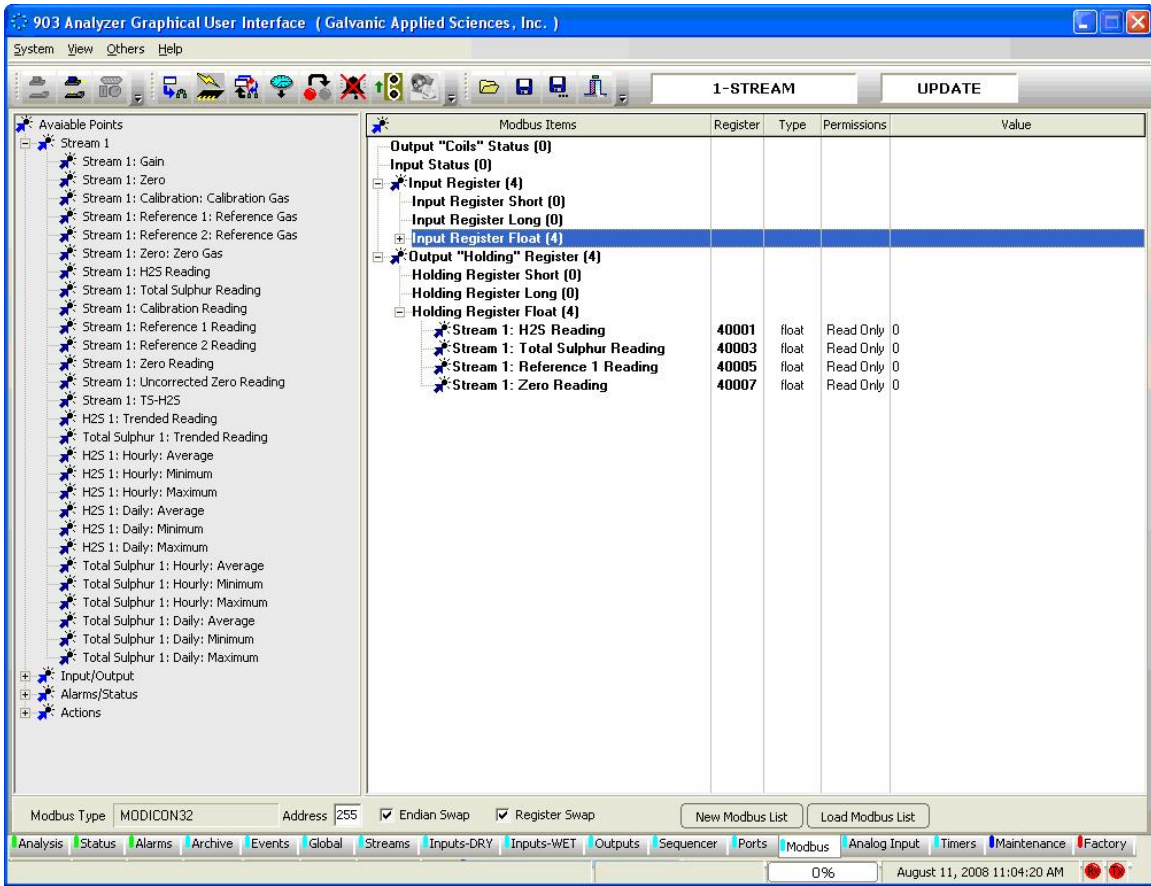 903 Analyzer Graphical User Interface ( Galvanic Applied Sciences, Inc. )
System View Others Help
1-STREAM UPDATE
Avaiable Points
Stream 1
Stream 1: Gain
Stream 1: Zero
Stream 1: Calibration: Calibration Gas
Stream 1: Reference 1: Reference Gas
Stream 1: Reference 2: Reference Gas
Stream 1: Zero: Zero Gas
Stream 1: H2S Reading
Stream 1: Total Sulphur Reading
Stream 1: Calibration Reading
Stream 1: Reference 1 Reading
Stream 1: Reference 2 Reading
Stream 1: Zero Reading
Stream 1: Uncorrected Zero Reading
Stream 1: TS-H2S
H2S 1: Trended Reading
Total Sulphur 1: Trended Reading
H2S 1: Hourly: Average
H2S 1: Hourly: Minimum
H2S 1: Hourly: Maximum
H2S 1: Daily: Average
H2S 1: Daily: Minimum
H2S 1: Daily: Maximum
Total Sulphur 1: Hourly: Average
Total Sulphur 1: Hourly: Minimum
Total Sulphur 1: Hourly: Maximum
Total Sulphur 1: Daily: Average
Total Sulphur 1: Daily: Minimum
Total Sulphur 1: Daily: Maximum
Input/Output
Alarms/Status
Actions
Modbus Items Register Type Permissions Value
Output "Coils" Status (0)
Input Status (0)
Input Register (4)
Input Register Short (0)
Input Register Long (0)
Input Register Float (4)
Output "Holding" Register (4)
Holding Register Short (0)
Holding Register Long (0)
Holding Register Float (4)
Stream 1: H2S Reading 40001 float Read Only 0
Stream 1: Total Sulphur Reading 40003 float Read Only 0
Stream 1: Reference 1 Reading 40005 float Read Only 0
Stream 1: Zero Reading 40007 float Read Only 0
Modbus Type MODICON32 Address 255 Endian Swap Register Swap New Modbus List Load Modbus List
Analysis Status Alarms Archive Events Global Streams Inputs-DRY Inputs-WET Outputs Sequencer Ports Modbus Analog Input Timers Maintenance Factory
0% August 11, 2008 11:04:20 AM Rx Tx